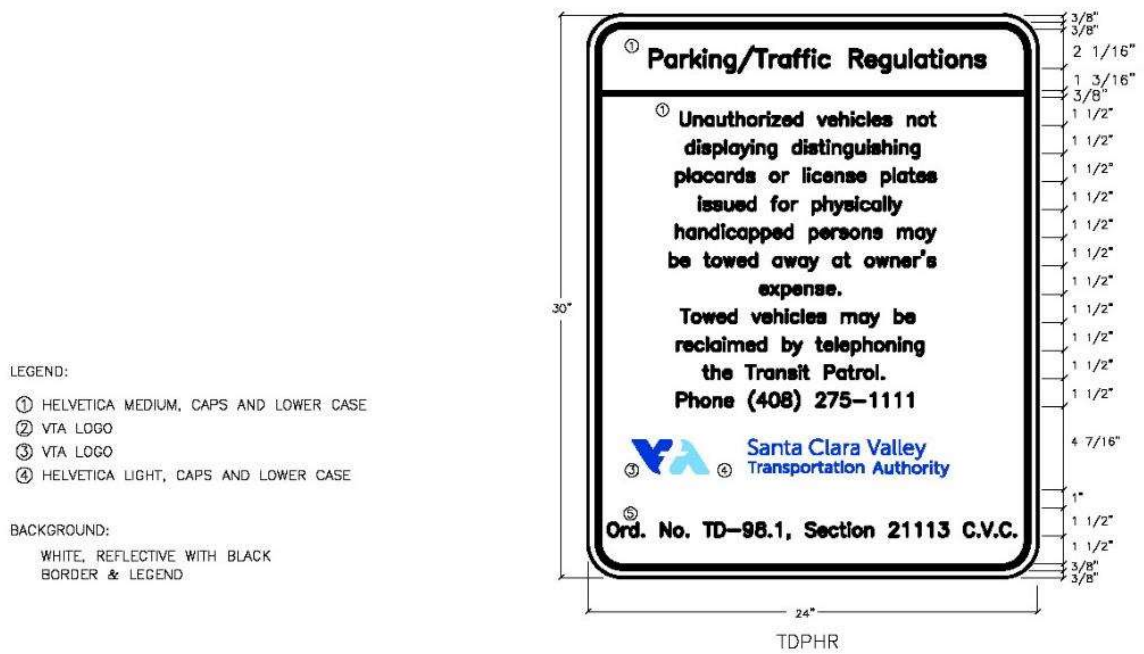 LEGEND:
① HELVETICA MEDIUM, CAPS AND LOWER CASE
② VTA LOGO
③ VTA LOGO
④ HELVETICA LIGHT, CAPS AND LOWER CASE
BACKGROUND:
WHITE, REFLECTIVE WITH BLACK
BORDER & LEGEND
① Parking/Traffic Regulations
① Unauthorized vehicles not
displaying distinguishing
placards or license plates
issued for physically
handicapped persons may
be towed away at owner's
expense.
Towed vehicles may be
reclaimed by telephoning
the Transit Patrol.
Phone (408) 275-1111
③ VTA ④ Santa Clara Valley
Transportation Authority
⑤
Ord. No. TD-98.1, Section 21113 C.V.C.
30"
24"
TDPHR
3/8"
3/8"
2 1/16"
1 3/16"
3/8"
1 1/2"
1 1/2"
1 1/2"
1 1/2"
1 1/2"
1 1/2"
1 1/2"
1 1/2"
1 1/2"
1 1/2"
1 1/2"
4 7/16"
1"
1 1/2"
1 1/2"
3/8"
3/8"